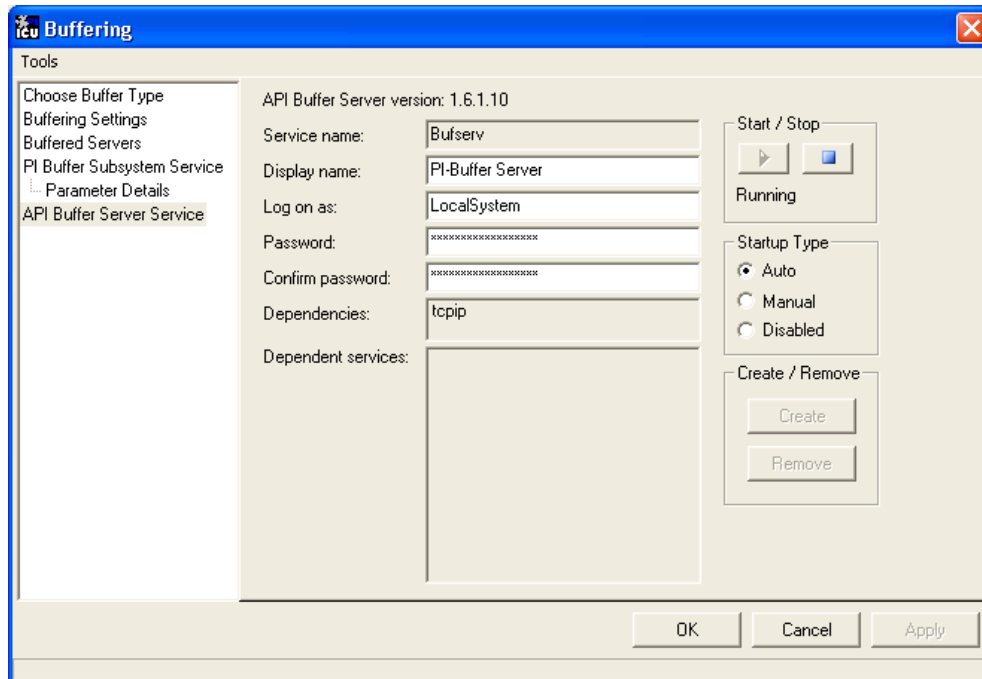 ICU Buffering
Tools
Choose Buffer Type
Buffering Settings
Buffered Servers
PI Buffer Subsystem Service
Parameter Details
API Buffer Server Service
API Buffer Server version: 1.6.1.10
Service name: Bufserv
Display name: PI-Buffer Server
Log on as: LocalSystem
Password: ******************
Confirm password: ******************
Dependencies: tcpip
Dependent services:
Start / Stop
Running
Startup Type
Auto
Manual
Disabled
Create / Remove
Create
Remove
OK Cancel Apply